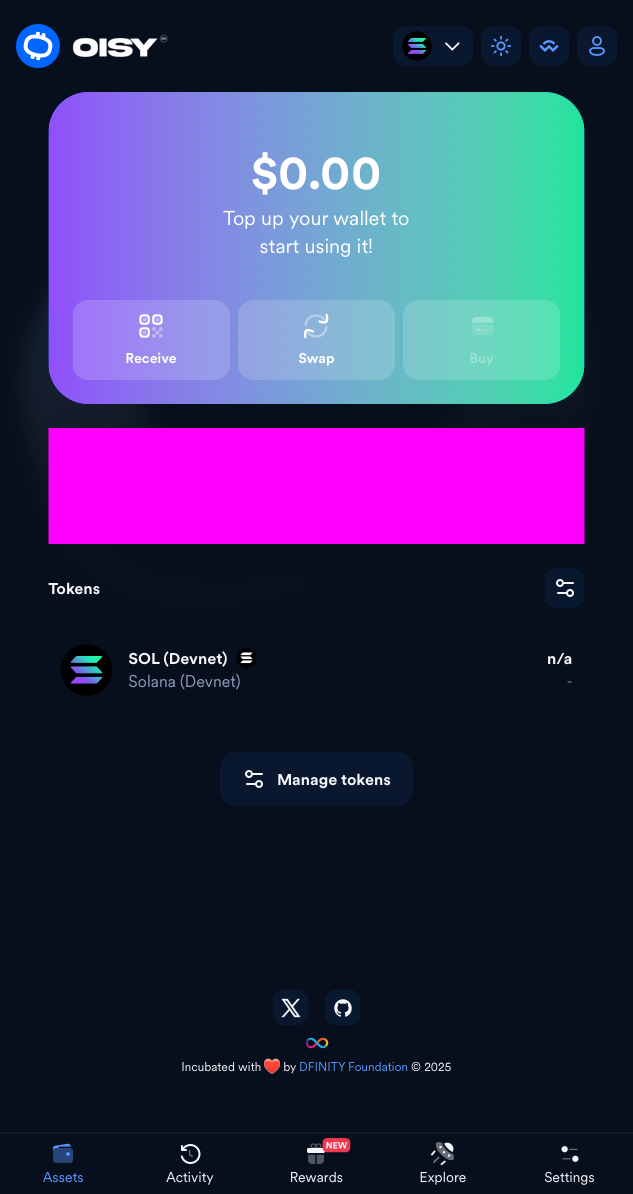 OISY
$0.00
Top up your wallet to
start using it!
Receive
Swap
Buy
Tokens
SOL (Devnet)
n/a
Solana (Devnet)
-
Manage tokens
Incubated with ❤️ by DFINITY Foundation © 2025
NEW
Assets
Activity
Rewards
Explore
Settings